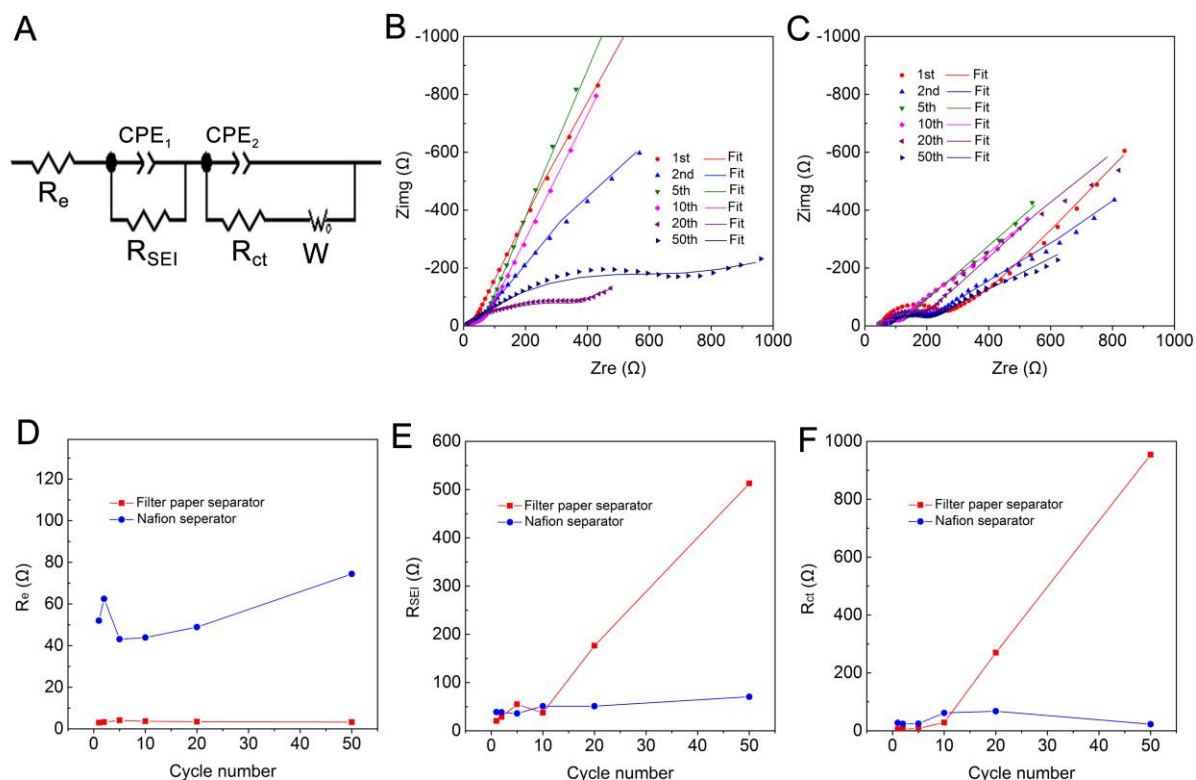 A
CPE1
CPE2
Re
RSEI
Rct
W
B
-1000
-800
-600
-400
-200
0
Zimg (Ω)
1st Fit
2nd Fit
5th Fit
10th Fit
20th Fit
50th Fit
0 200 400 600 800 1000
Zre (Ω)
C
-1000
-800
-600
-400
-200
0
1st Fit
2nd Fit
5th Fit
10th Fit
20th Fit
50th Fit
0 200 400 600 800 1000
Zre (Ω)
D
120
100
80
60
40
20
0
Re (Ω)
Filter paper separator
Nafion seperator
0 10 20 30 40 50
Cycle number
E
600
500
400
300
200
100
0
RSEI (Ω)
Filter paper separator
Nafion separator
0 10 20 30 40 50
Cycle number
F
1000
800
600
400
200
0
Rct (Ω)
Filter paper separator
Nafion separator
0 10 20 30 40 50
Cycle number